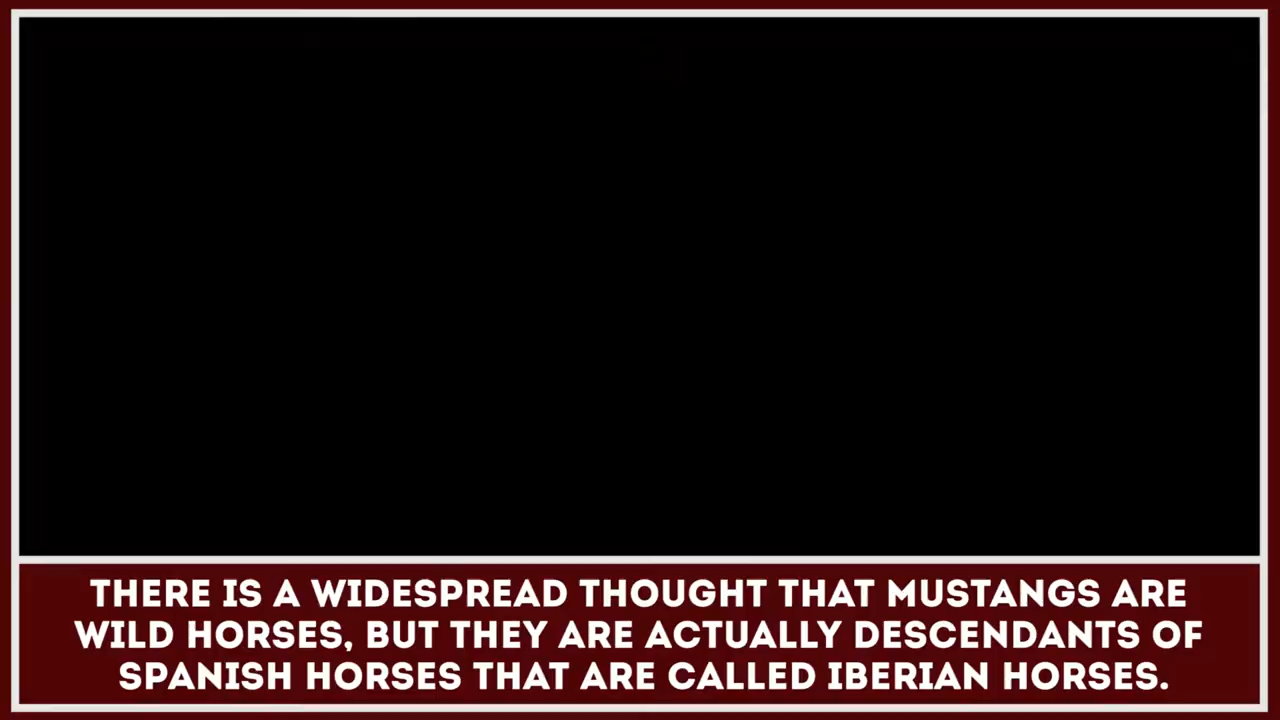 THERE IS A WIDESPREAD THOUGHT THAT MUSTANGS ARE
WILD HORSES, BUT THEY ARE ACTUALLY DESCENDANTS OF
SPANISH HORSES THAT ARE CALLED IBERIAN HORSES.